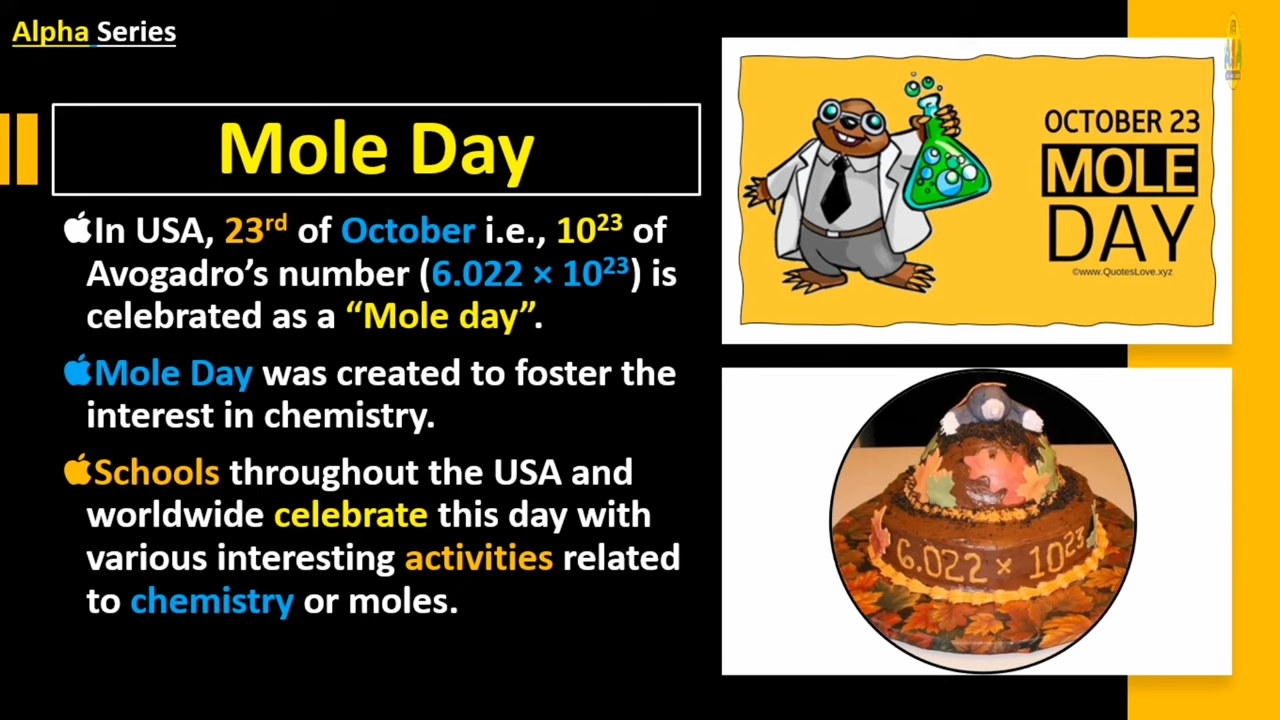 Alpha Series
Mole Day
In USA, 23rd of October i.e., 10²³ of
Avogadro’s number (6.022 × 10²³) is
celebrated as a “Mole day”.
Mole Day was created to foster the
interest in chemistry.
Schools throughout the USA and
worldwide celebrate this day with
various interesting activities related
to chemistry or moles.
OCTOBER 23
MOLE
DAY
©www.QuotesLove.xyz
6.022 × 10²³